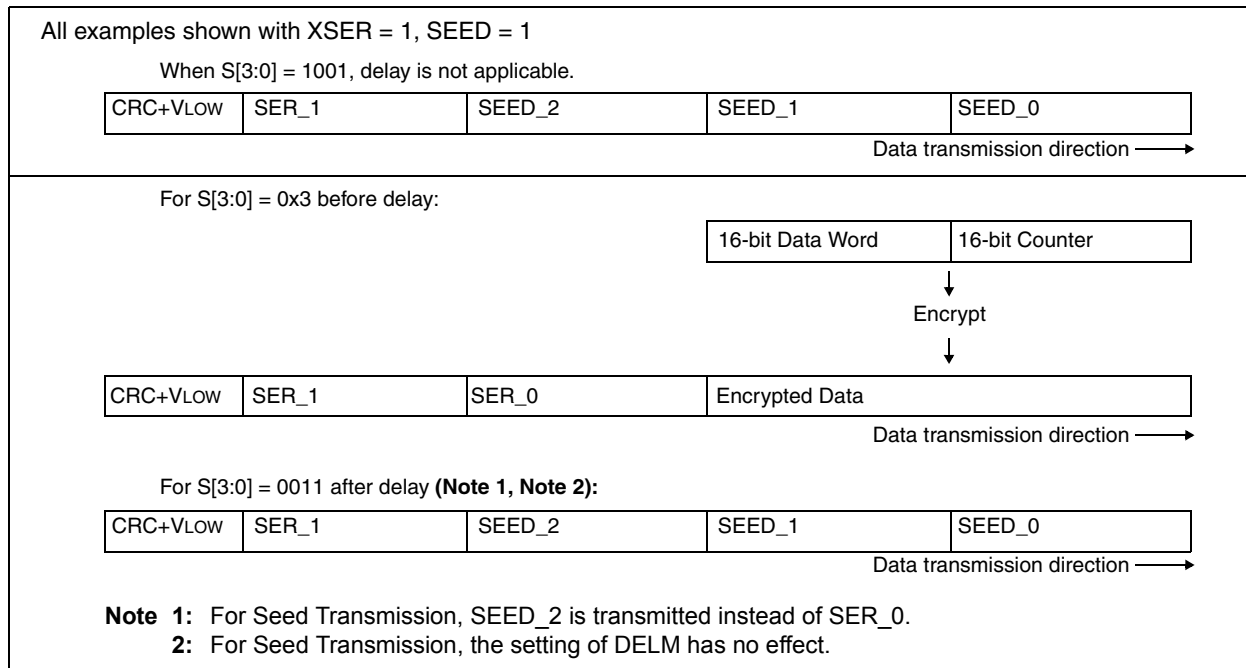 All examples shown with XSER = 1, SEED = 1
When S[3:0] = 1001, delay is not applicable.
CRC+VLOW SER_1 SEED_2 SEED_1 SEED_0
Data transmission direction
For S[3:0] = 0x3 before delay:
16-bit Data Word 16-bit Counter
Encrypt
CRC+VLOW SER_1 SER_0 Encrypted Data
Data transmission direction
For S[3:0] = 0011 after delay (Note 1, Note 2):
CRC+VLOW SER_1 SEED_2 SEED_1 SEED_0
Data transmission direction
Note 1: For Seed Transmission, SEED_2 is transmitted instead of SER_0.
2: For Seed Transmission, the setting of DELM has no effect.